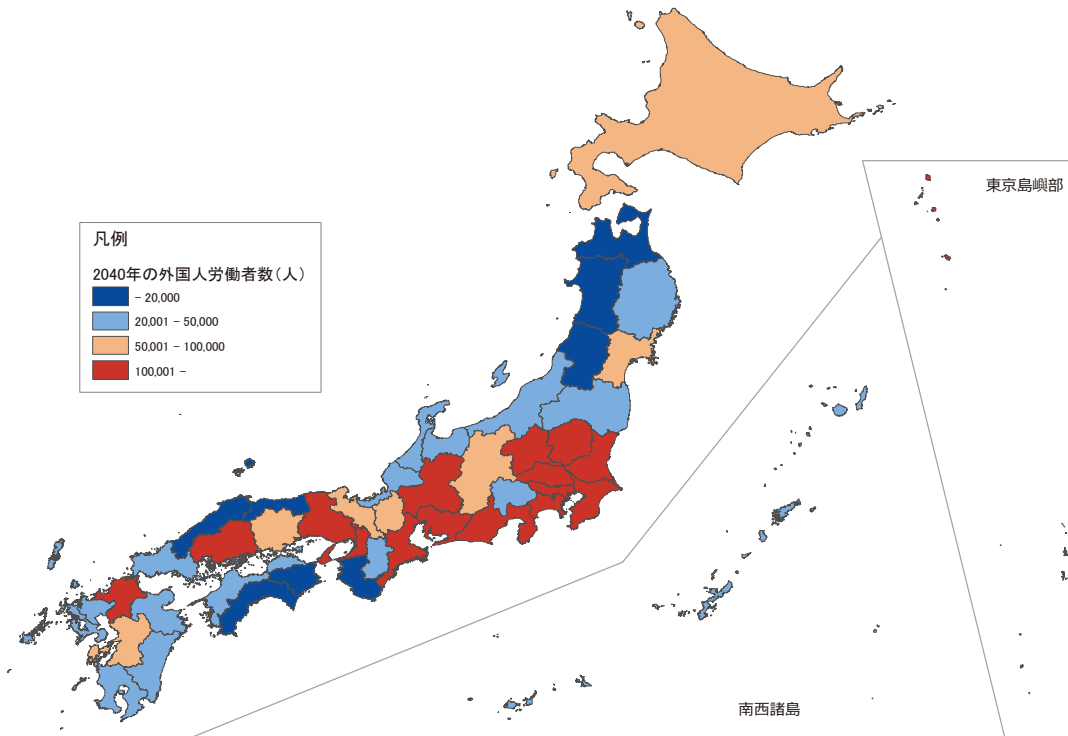 東京島嶼部
凡例
2040年の外国人労働者数(人)
- 20,000
20,001 - 50,000
50,001 - 100,000
100,001 -
南西諸島